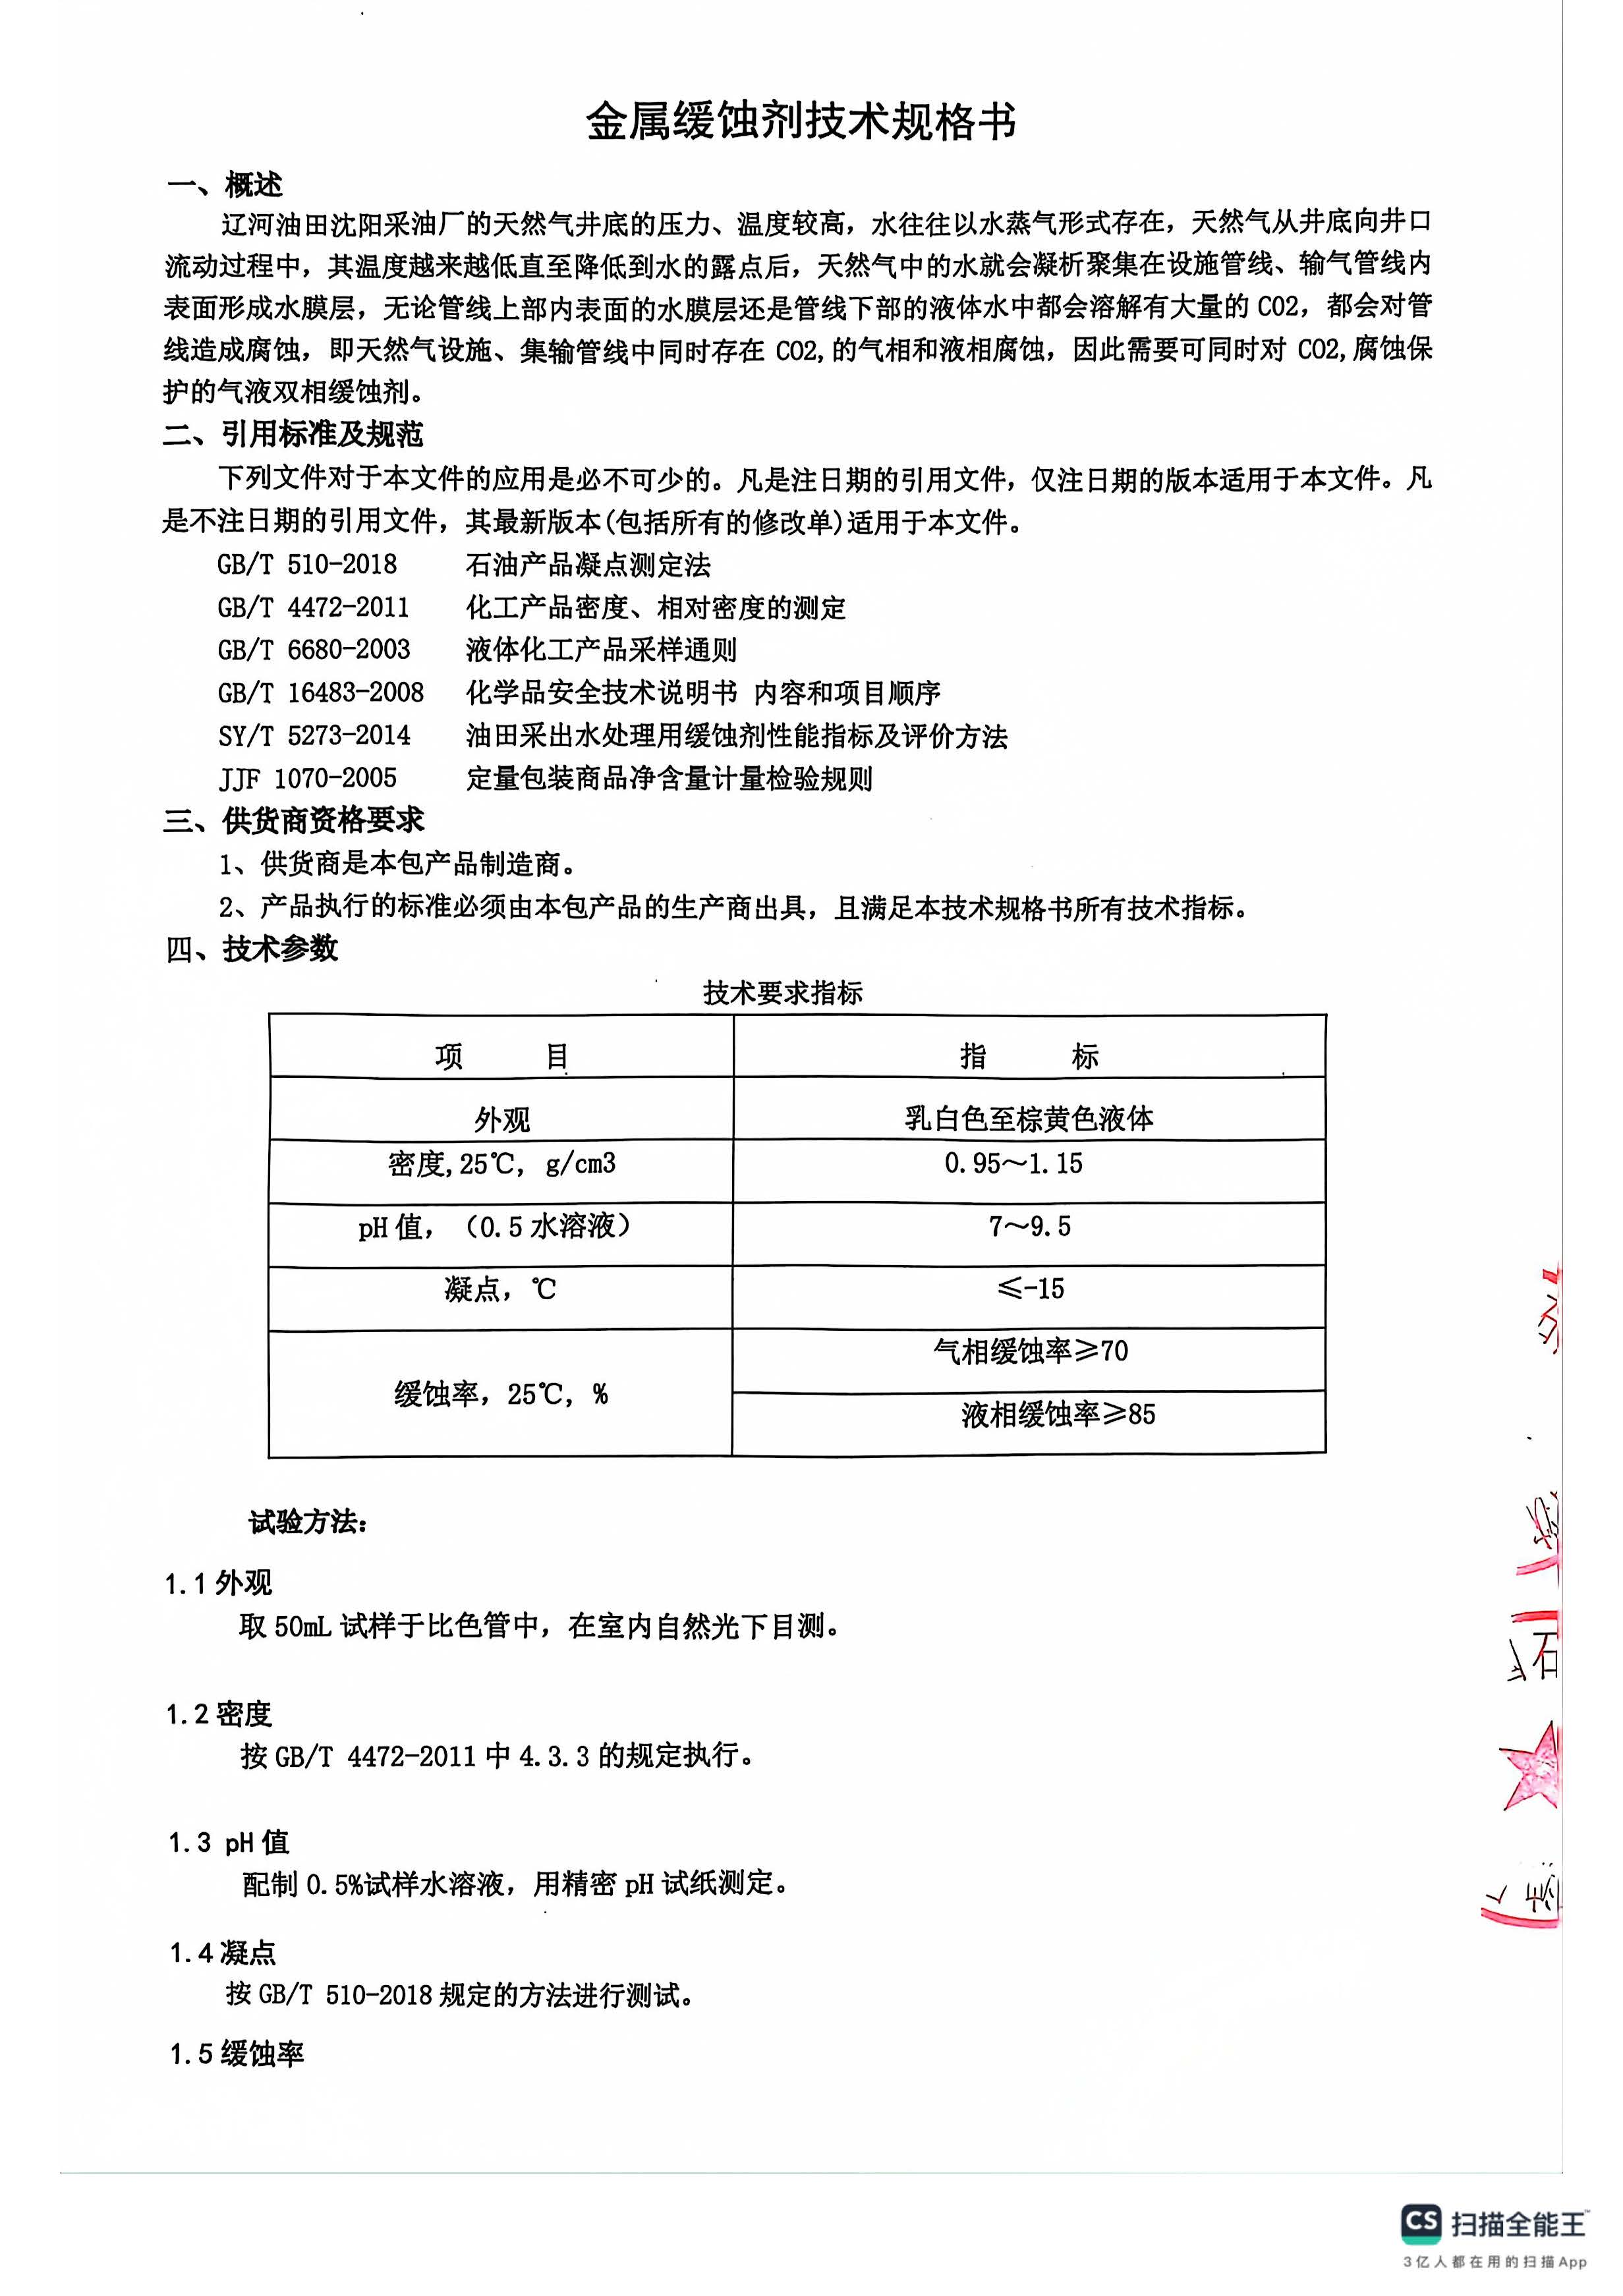 金属缓蚀剂技术规格书
一、概述
辽河油田沈阳采油厂的天然气井底的压力、温度较高，水往往以水蒸气形式存在，天然气从井底向井口
流动过程中，其温度越来越低直至降低到水的露点后，天然气中的水就会凝析聚集在设施管线、输气管线内
表面形成水膜层，无论管线上部内表面的水膜层还是管线下部的液体水中都会溶解有大量的 CO2，都会对管
线造成腐蚀，即天然气设施、集输管线中同时存在 CO2,的气相和液相腐蚀，因此需要可同时对 CO2,腐蚀保
护的气液双相缓蚀剂。
二、引用标准及规范
下列文件对于本文件的应用是必不可少的。凡是注日期的引用文件，仅注日期的版本适用于本文件。凡
是不注日期的引用文件，其最新版本(包括所有的修改单)适用于本文件。
GB/T 510-2018 石油产品凝点测定法
GB/T 4472-2011 化工产品密度、相对密度的测定
GB/T 6680-2003 液体化工产品采样通则
GB/T 16483-2008 化学品安全技术说明书 内容和项目顺序
SY/T 5273-2014 油田采出水处理用缓蚀剂性能指标及评价方法
JJF 1070-2005 定量包装商品净含量计量检验规则
三、供货商资格要求
1、供货商是本包产品制造商。
2、产品执行的标准必须由本包产品的生产商出具，且满足本技术规格书所有技术指标。
四、技术参数
技术要求指标
项 目 指 标
外观 乳白色至棕黄色液体
密度,25℃, g/cm3 0.95～1.15
pH 值，（0.5 水溶液） 7～9.5
凝点，℃ ≤-15
缓蚀率，25℃, % 气相缓蚀率≥70
液相缓蚀率≥85
试验方法:
1.1 外观
取 50mL 试样于比色管中，在室内自然光下目测。
1.2 密度
按 GB/T 4472-2011 中 4.3.3 的规定执行。
1.3 pH 值
配制 0.5%试样水溶液，用精密 pH 试纸测定。
1.4 凝点
按 GB/T 510-2018 规定的方法进行测试。
1.5 缓蚀率
石
CS 扫描全能王™
3亿人都在用的扫描App